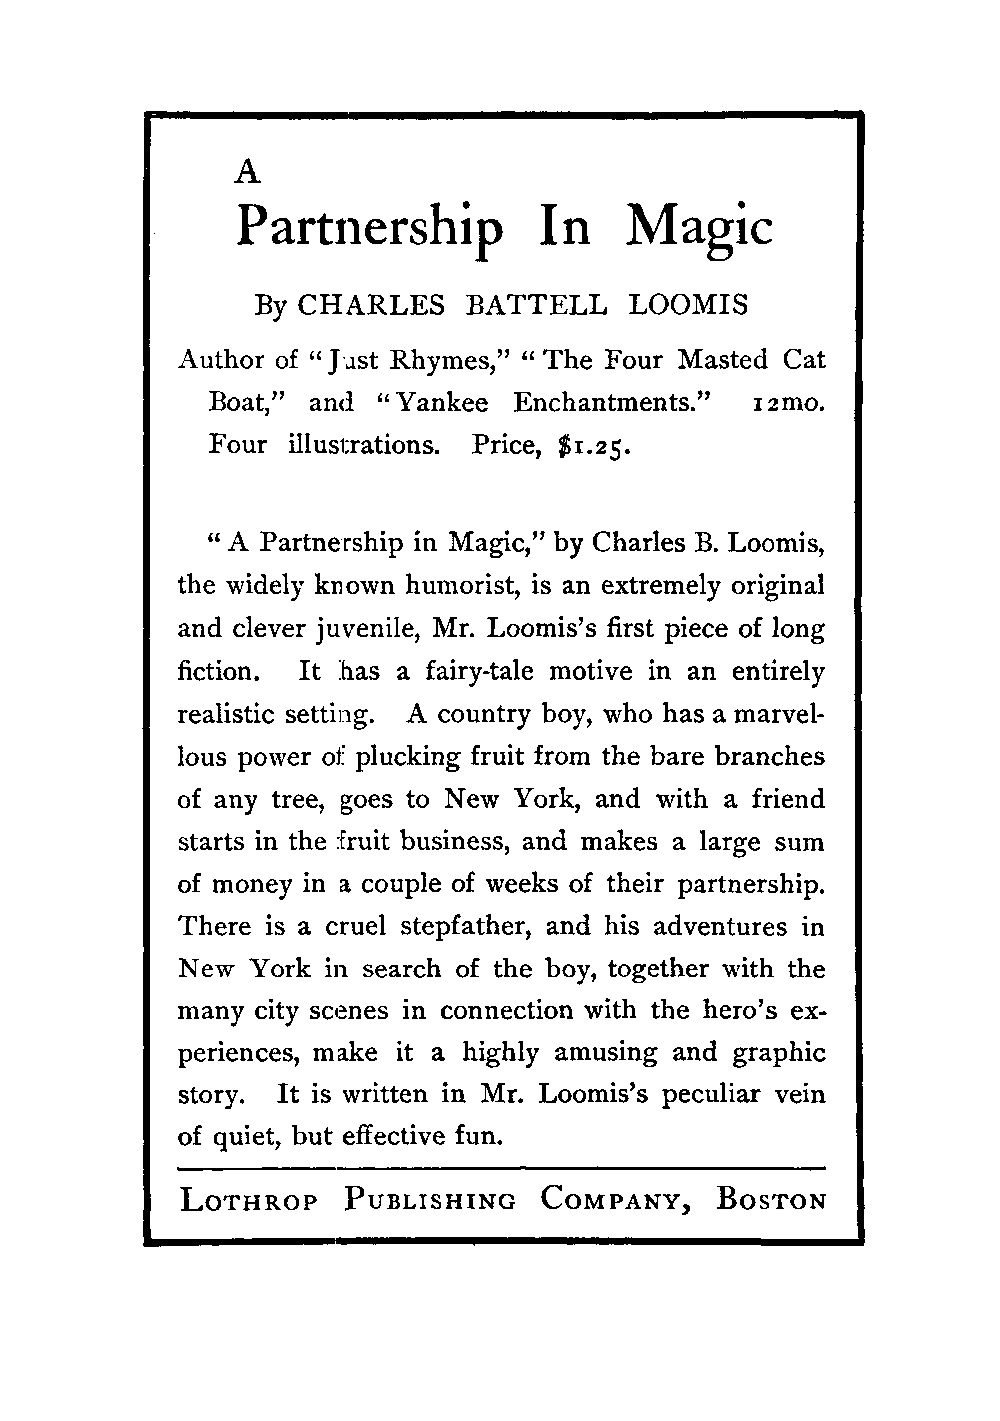 A
Partnership In Magic
By CHARLES BATTELL LOOMIS
Author of “Just Rhymes,” “The Four Masted Cat
Boat,” and “Yankee Enchantments.” 12mo.
Four illustrations. Price, $1.25.
“A Partnership in Magic,” by Charles B. Loomis,
the widely known humorist, is an extremely original
and clever juvenile, Mr. Loomis’s first piece of long
fiction. It has a fairy-tale motive in an entirely
realistic setting. A country boy, who has a marvel-
lous power of plucking fruit from the bare branches
of any tree, goes to New York, and with a friend
starts in the fruit business, and makes a large sum
of money in a couple of weeks of their partnership.
There is a cruel stepfather, and his adventures in
New York in search of the boy, together with the
many city scenes in connection with the hero’s ex-
periences, make it a highly amusing and graphic
story. It is written in Mr. Loomis’s peculiar vein
of quiet, but effective fun.
LOTHROP PUBLISHING COMPANY, BOSTON